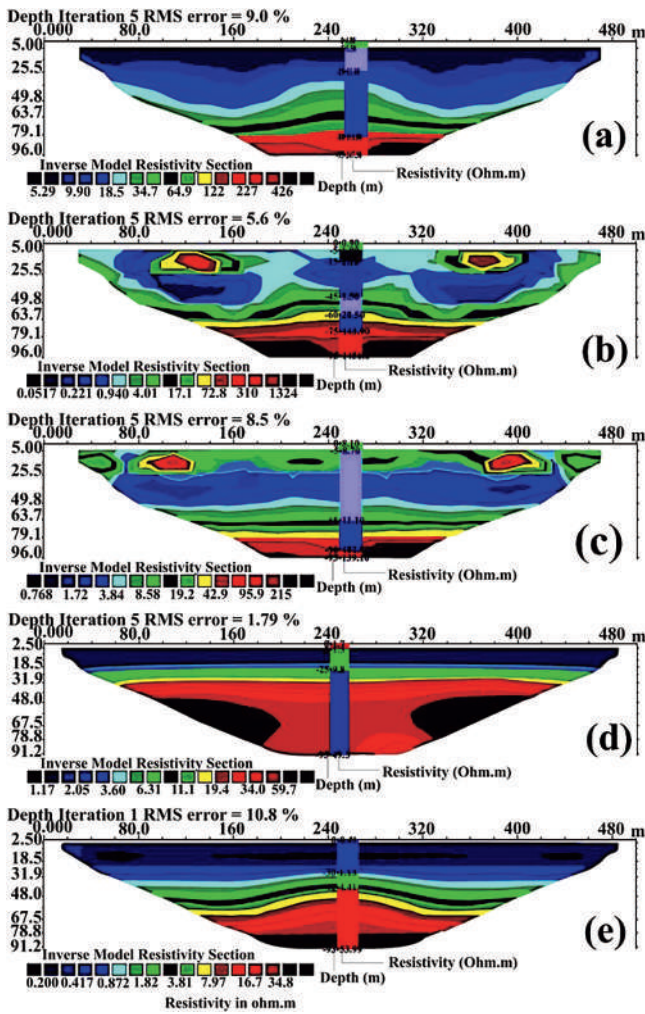 Depth Iteration 5 RMS error = 9.0 %
0.000 80 160 240 320 400 480 m
5.00
25.5
49.8
63.7
79.1
96.0
(a)
Inverse Model Resistivity Section
5.29 9.90 18.5 34.7 64.9 122 227 426
Depth (m)
Resistivity (Ohm.m)
Depth Iteration 5 RMS error = 5.6 %
0.000 80 160 240 320 400 480 m
5.00
25.5
49.8
63.7
79.1
96.0
(b)
Inverse Model Resistivity Section
0.0517 0.221 0.940 4.01 17.1 72.8 310 1324
Depth (m)
Resistivity (Ohm.m)
Depth Iteration 5 RMS error = 8.5 %
0.000 80 160 240 320 400 480 m
5.00
25.5
49.8
63.7
79.1
96.0
(c)
Inverse Model Resistivity Section
0.768 1.72 3.84 8.58 19.2 42.9 95.9 215
Depth (m)
Resistivity (Ohm.m)
Depth Iteration 5 RMS error = 1.79 %
0.000 80 160 240 320 400 480 m
2.50
18.5
31.9
48.0
67.5
78.8
91.2
(d)
Inverse Model Resistivity Section
1.17 2.05 3.60 6.31 11.1 19.4 34.0 59.7
Depth (m)
Resistivity (Ohm.m)
Depth Iteration 1 RMS error = 10.8 %
0.000 80 160 240 320 400 480 m
2.50
18.5
31.9
48.0
67.5
78.8
91.2
(e)
Inverse Model Resistivity Section
0.200 0.417 0.872 1.82 3.81 7.97 16.7 34.8
Resistivity in ohm.m
Depth (m)
Resistivity (Ohm.m)